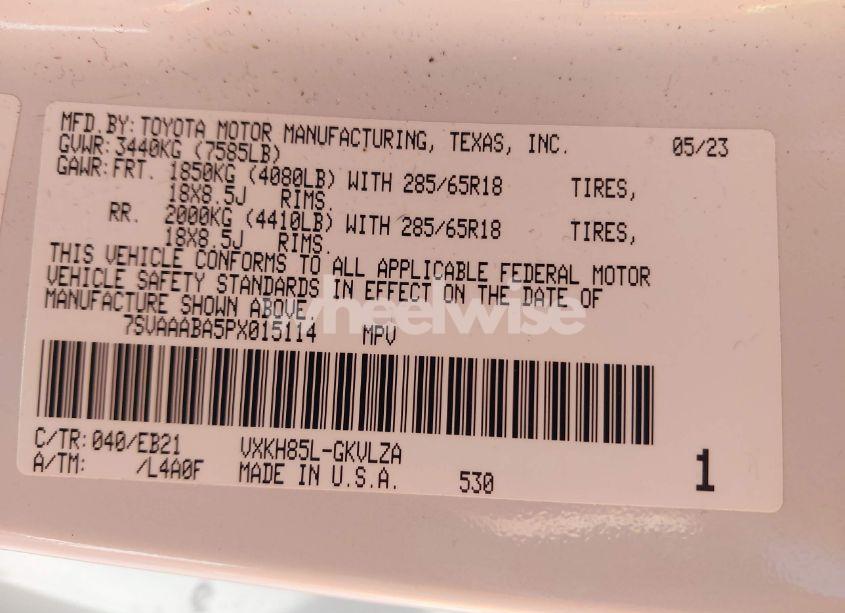 MFD.BY: TOYOTA MOTOR MANUFACTURING, TEXAS, INC. 05/23
GVWR: 3440KG (7585LB)
GAWR: FRT. 1850KG (4080LB) WITH 285/65R18 TIRES,
18X8.5J RIMS.
RR. 2000KG (4410LB) WITH 285/65R18 TIRES,
18X8.5J RIMS.
THIS VEHICLE CONFORMS TO ALL APPLICABLE FEDERAL MOTOR
VEHICLE SAFETY STANDARDS IN EFFECT ON THE DATE OF
MANUFACTURE SHOWN ABOVE.
wheelwise
7SVAAABA5PX015114 MPV
C/TR: 040/EB21 VXKH85L-GKVLZA
A/TM: /L4A0F MADE IN U.S.A. 530 1